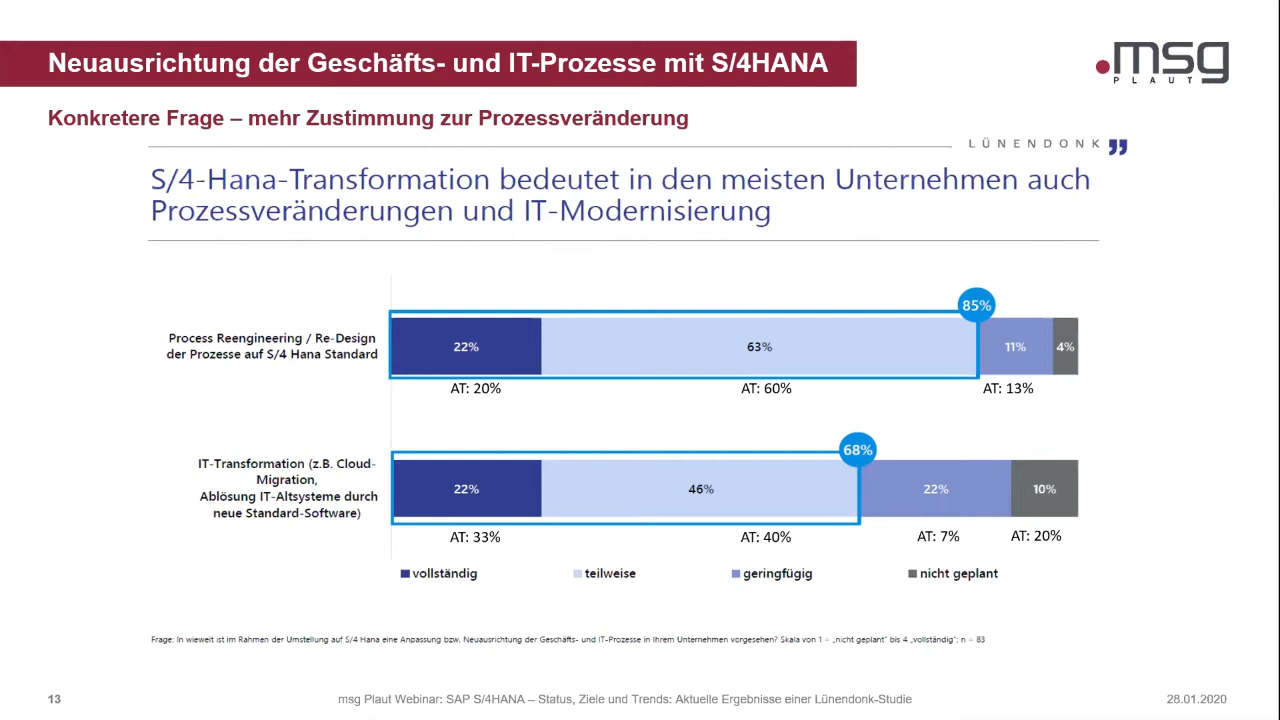 Neuausrichtung der Geschäfts- und IT-Prozesse mit S/4HANA
msg
PLAUT
Konkretere Frage – mehr Zustimmung zur Prozessveränderung
LÜNENDONK
S/4-Hana-Transformation bedeutet in den meisten Unternehmen auch
Prozessveränderungen und IT-Modernisierung
85%
Process Reengineering / Re-Design
der Prozesse auf S/4 Hana Standard
22% 63% 11% 4%
AT: 20% AT: 60% AT: 13%
68%
IT-Transformation (z.B. Cloud-
Migration,
Ablösung IT-Altsysteme durch
neue Standard-Software)
22% 46% 22% 10%
AT: 33% AT: 40% AT: 7% AT: 20%
vollständig teilweise geringfügig nicht geplant
Frage: In wieweit ist im Rahmen der Umstellung auf S/4 Hana eine Anpassung bzw. Neuausrichtung der Geschäfts- und IT-Prozesse in Ihrem Unternehmen vorgesehen? Skala von 1 = „nicht geplant" bis 4 „vollständig"; n = 83
13 msg Plaut Webinar: SAP S/4HANA – Status, Ziele und Trends: Aktuelle Ergebnisse einer Lünendonk-Studie 28.01.2020